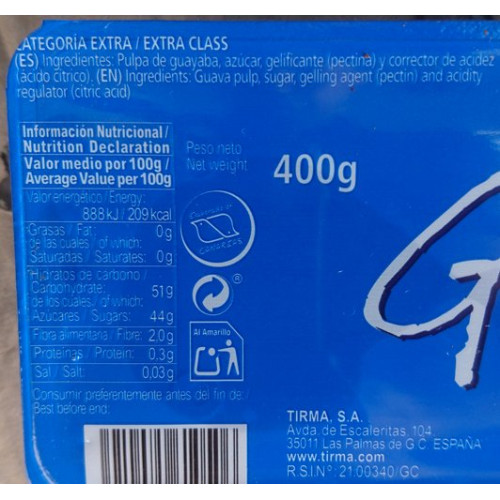 CATEGORÍA EXTRA / EXTRA CLASS
(ES) Ingredientes: Pulpa de guayaba, azúcar, gelificante (pectina) y corrector de acidez
(ácido cítrico). (EN) Ingredients: Guava pulp, sugar, gelling agent (pectin) and acidity
regulator (citric acid)
Información Nutricional /
Nutrition Declaration
Valor medio por 100g /
Average Value per 100g
Valor energético / Energy:
888 kJ / 209 kcal
Grasas / Fat: 0g
de las cuales / of which:
Saturadas / Saturates: 0g
Hidratos de carbono /
Carbohydrate: 51g
de los cuales / of which:
Azúcares / Sugars: 44g
Fibra alimentaria / Fibre: 2,0g
Proteínas / Protein: 0,3g
Sal / Salt: 0,03g
Consumir preferentemente antes del fin de: /
Best before end:
Peso neto
Net weight
400g
CANARIAS
®
Al Amarillo
G
TIRMA, S.A.
Avda. de Escaleritas, 104
35011 Las Palmas de G.C. ESPAÑA
www.tirma.com
R.S.I.Nº: 21.00340/GC